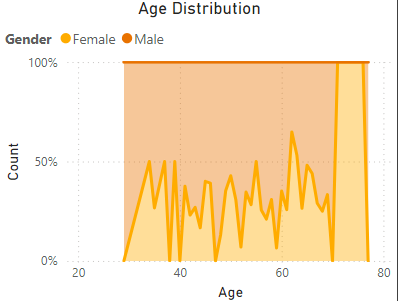 Age Distribution
Gender Female Male
100%
50%
0%
Count
20 40 60 80
Age